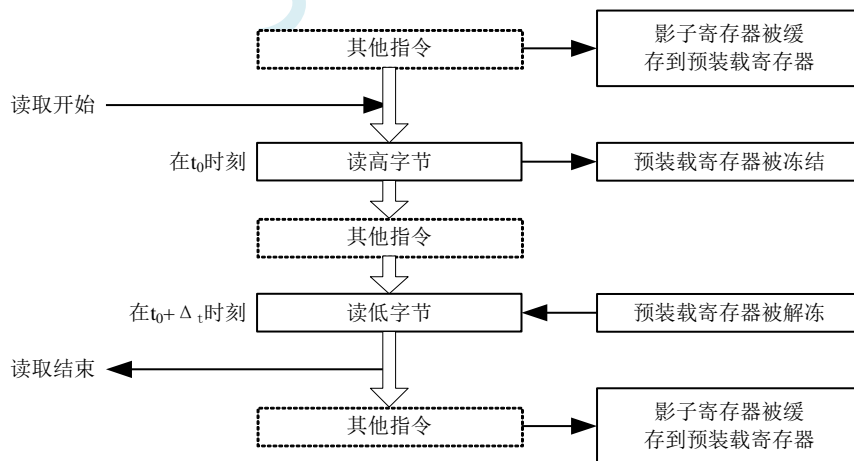 其他指令
影子寄存器被缓
存到预装载寄存器
读取开始
在t₀时刻
读高字节
预装载寄存器被冻结
其他指令
在t₀+Δₜ时刻
读低字节
预装载寄存器被解冻
读取结束
其他指令
影子寄存器被缓
存到预装载寄存器